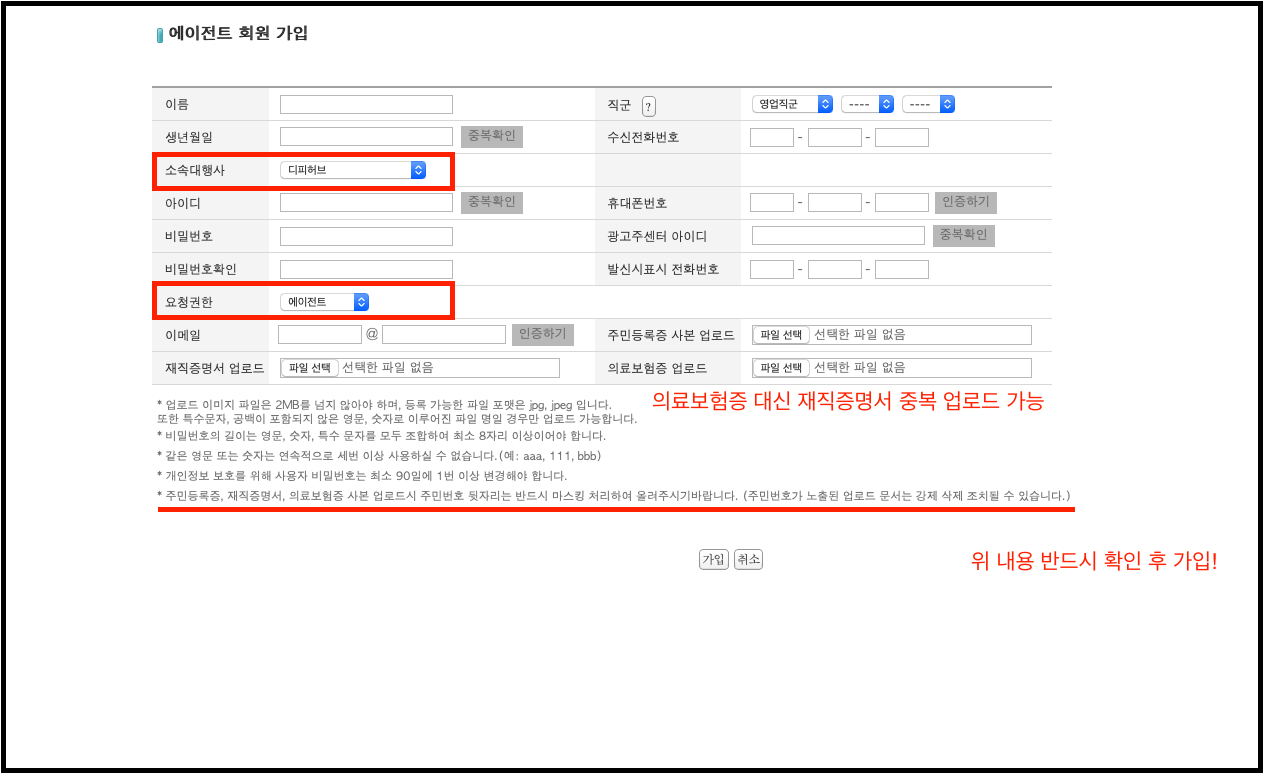 에이전트 회원 가입
이름 직군 ? 영업직군 ---- ----
생년월일 중복확인 수신전화번호 - -
소속대행사 디피허브
아이디 중복확인 휴대폰번호 - - 인증하기
비밀번호 광고주센터 아이디 중복확인
비밀번호확인 발신시표시 전화번호 - -
요청권한 에이전트
이메일 @ 인증하기 주민등록증 사본 업로드 파일 선택 선택한 파일 없음
재직증명서 업로드 파일 선택 선택한 파일 없음 의료보험증 업로드 파일 선택 선택한 파일 없음
의료보험증 대신 재직증명서 중복 업로드 가능
* 업로드 이미지 파일은 2MB를 넘지 않아야 하며, 등록 가능한 파일 포맷은 jpg, jpeg 입니다.
또한 특수문자, 공백이 포함되지 않은 영문, 숫자로 이루어진 파일 명일 경우만 업로드 가능합니다.
* 비밀번호의 길이는 영문, 숫자, 특수 문자를 모두 조합하여 최소 8자리 이상이어야 합니다.
* 같은 영문 또는 숫자는 연속적으로 세번 이상 사용하실 수 없습니다.(예: aaa, 111, bbb)
* 개인정보 보호를 위해 사용자 비밀번호는 최소 90일에 1번 이상 변경해야 합니다.
* 주민등록증, 재직증명서, 의료보험증 사본 업로드시 주민번호 뒷자리는 반드시 마스킹 처리하여 올려주시기바랍니다. (주민번호가 노출된 업로드 문서는 강제 삭제 조치될 수 있습니다.)
가입 취소
위 내용 반드시 확인 후 가입!